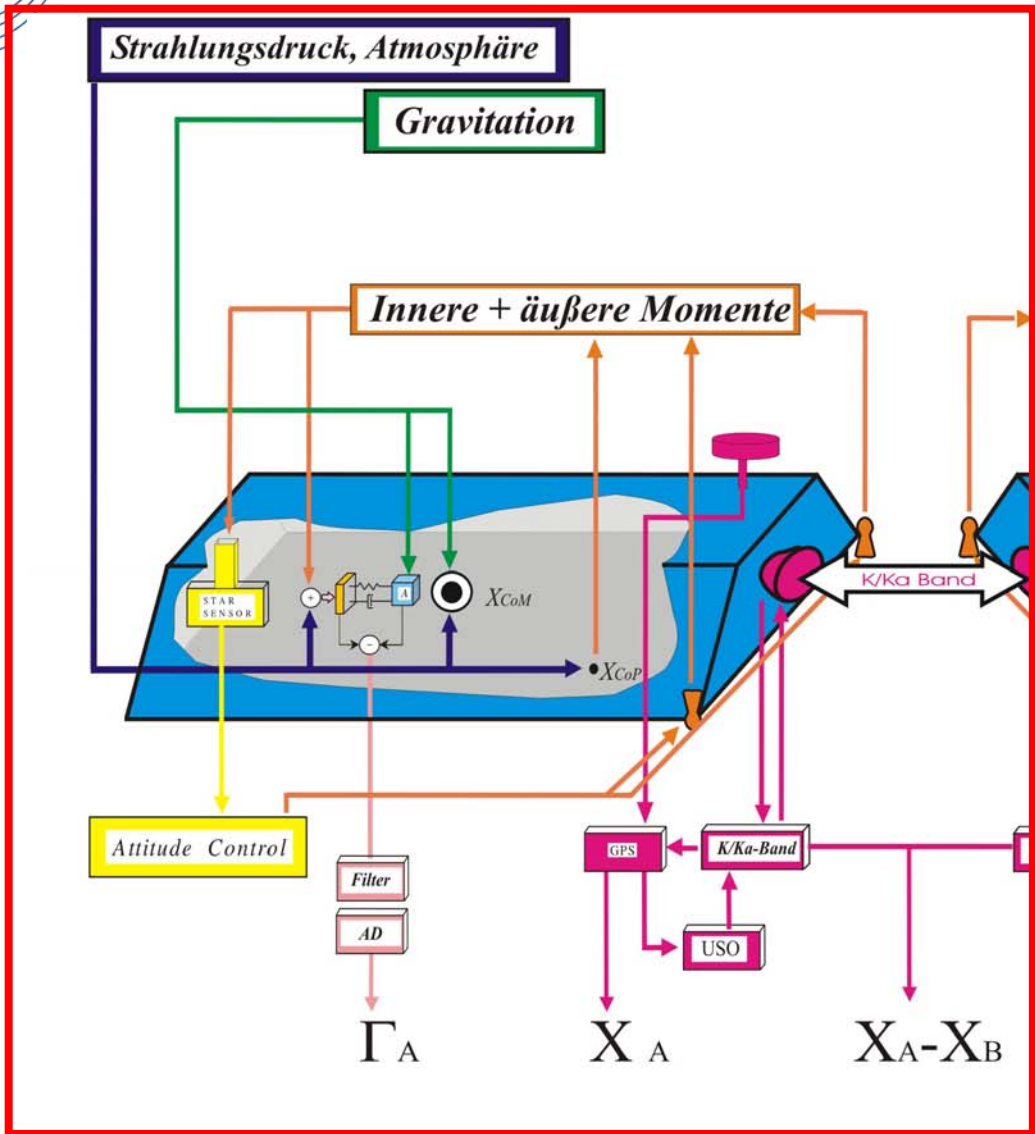 Strahlungsdruck, Atmosphäre
Gravitation
Innere + äußere Momente
K/Ka Band
STAR
SENSOR
+
A
XCoM
−
XCoP
Attitude Control
GPS
K/Ka-Band
Filter
AD
USO
ΓA
XA
XA-XB